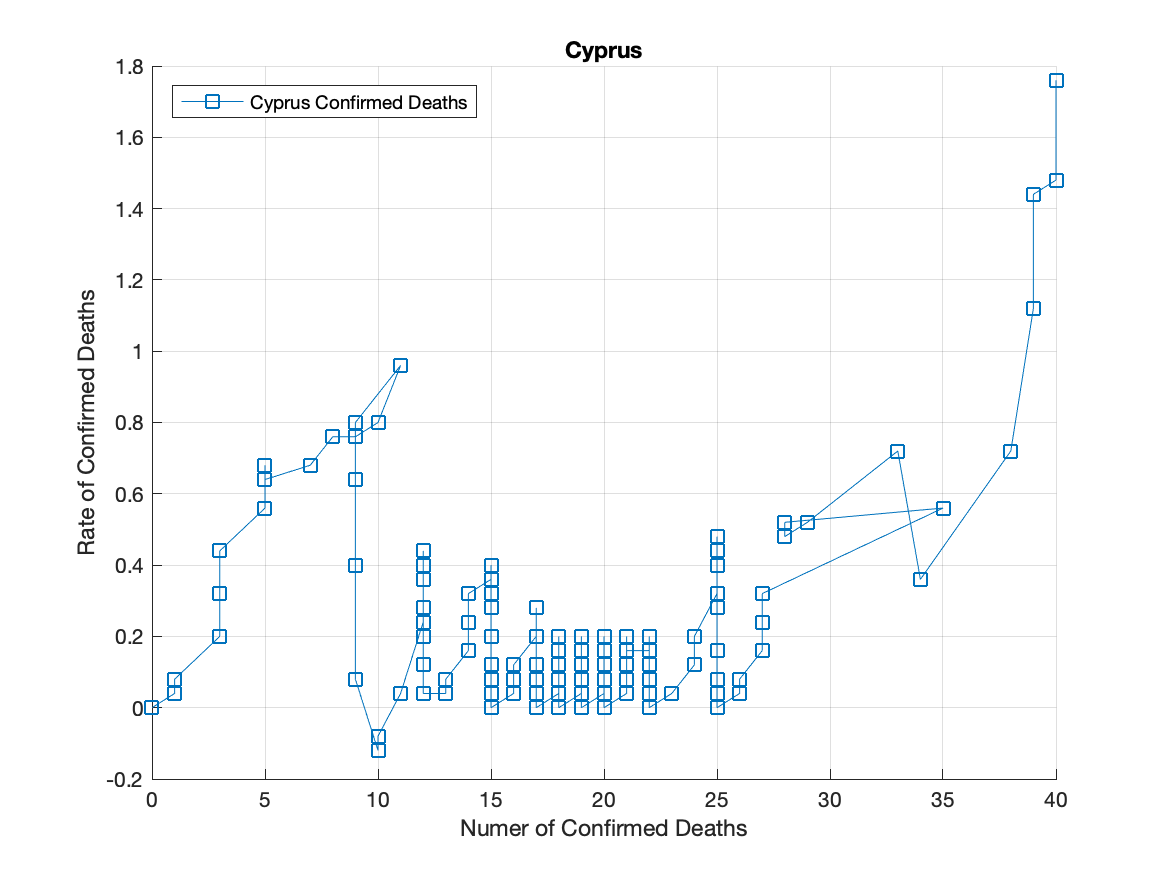 Cyprus
Cyprus Confirmed Deaths
1.8
1.6
1.4
1.2
1
0.8
0.6
0.4
0.2
0
-0.2
Rate of Confirmed Deaths
0 5 10 15 20 25 30 35 40
Numer of Confirmed Deaths